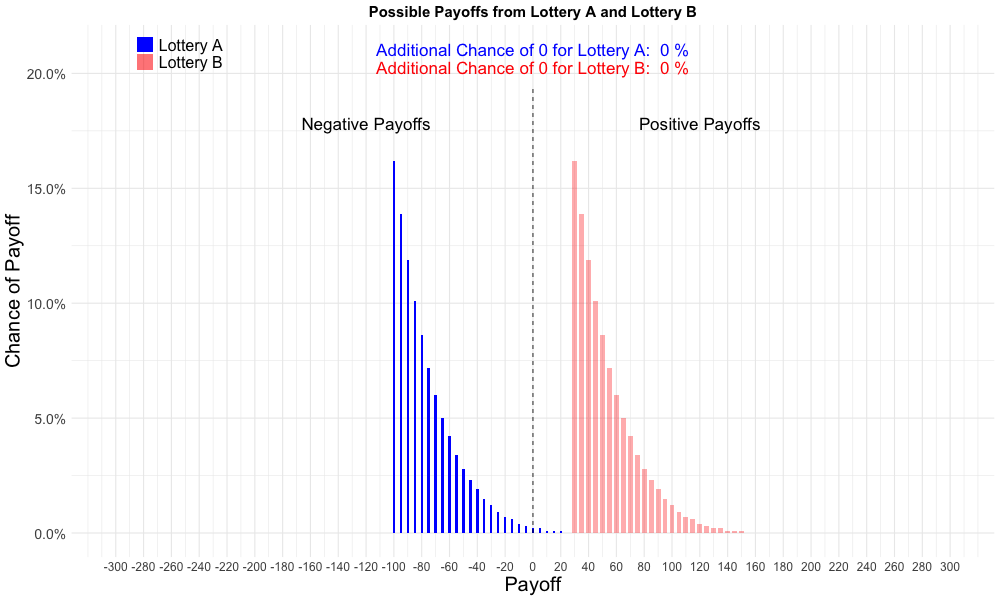 Possible Payoffs from Lottery A and Lottery B
Lottery A
Lottery B
Additional Chance of 0 for Lottery A:  0 %
Additional Chance of 0 for Lottery B:  0 %
Negative Payoffs
Positive Payoffs
Chance of Payoff
20.0%
15.0%
10.0%
5.0%
0.0%
-300 -280 -260 -240 -220 -200 -180 -160 -140 -120 -100 -80 -60 -40 -20 0 20 40 60 80 100 120 140 160 180 200 220 240 260 280 300
Payoff